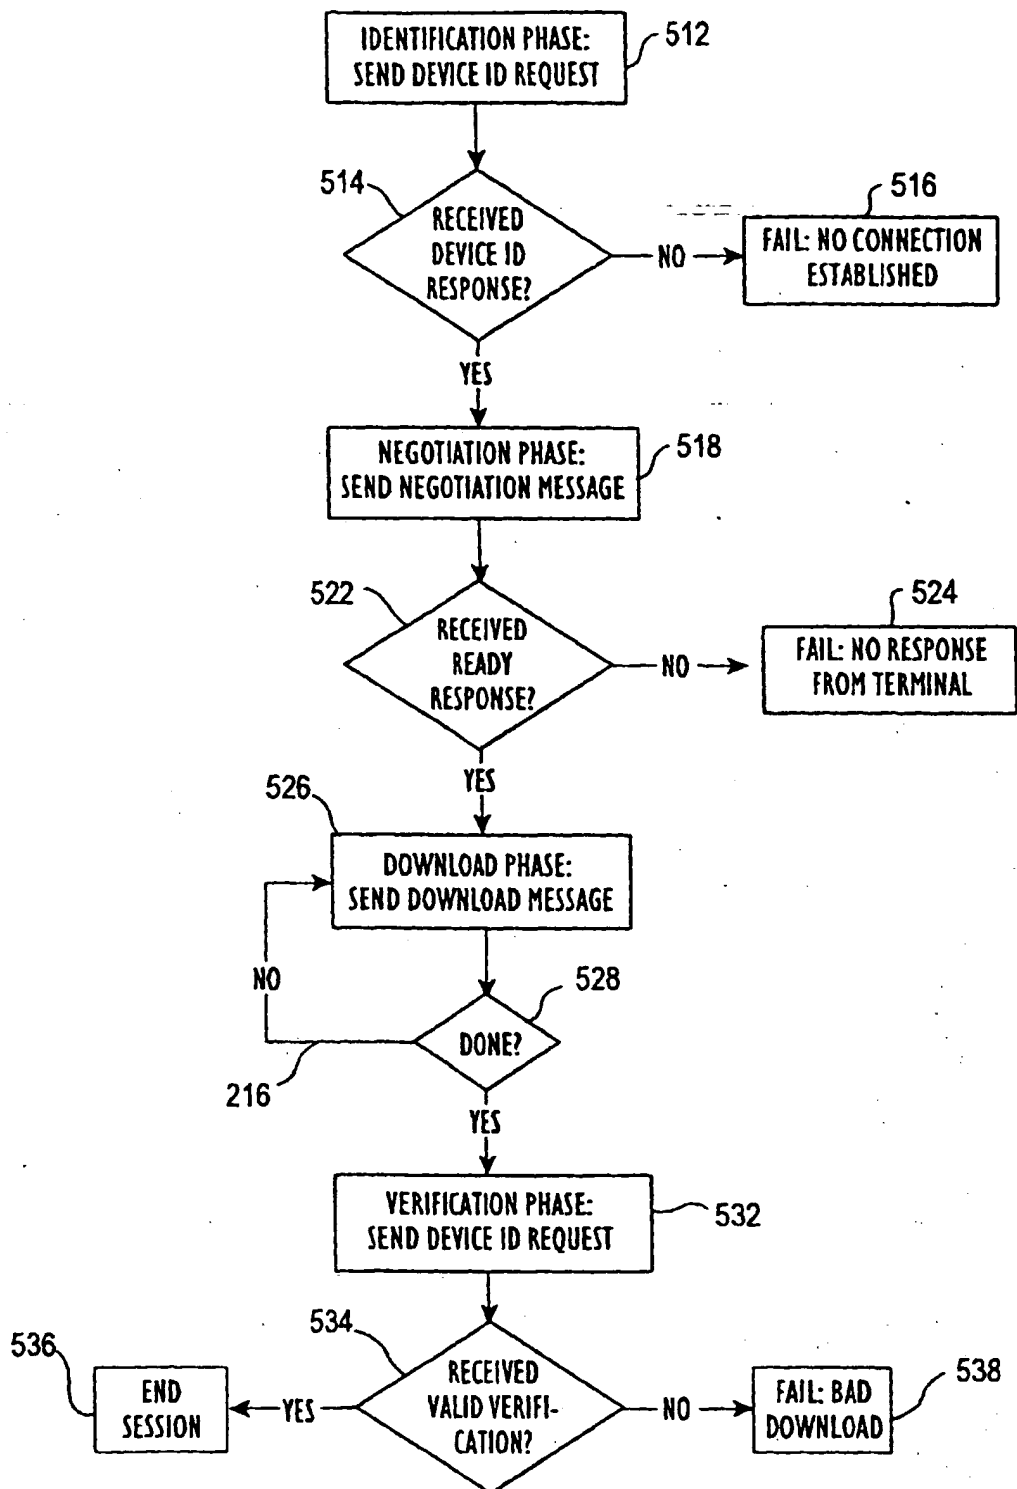 IDENTIFICATION PHASE:
SEND DEVICE ID REQUEST
512
514
RECEIVED
DEVICE ID
RESPONSE?
NO
516
FAIL: NO CONNECTION
ESTABLISHED
YES
NEGOTIATION PHASE:
SEND NEGOTIATION MESSAGE
518
522
RECEIVED
READY
RESPONSE?
NO
524
FAIL: NO RESPONSE
FROM TERMINAL
YES
526
DOWNLOAD PHASE:
SEND DOWNLOAD MESSAGE
NO
528
DONE?
216
YES
VERIFICATION PHASE:
SEND DEVICE ID REQUEST
532
534
RECEIVED
VALID VERIFI-
CATION?
536
END
SESSION
YES
NO
FAIL: BAD
DOWNLOAD
538